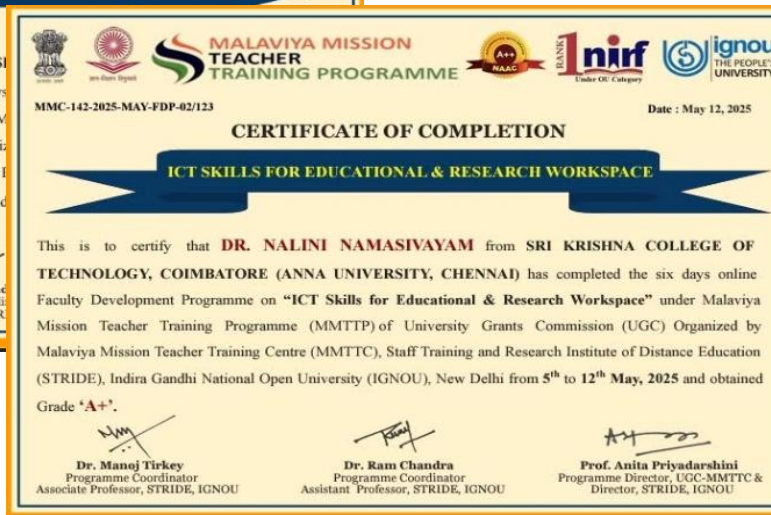 MALAVIYA MISSION
TEACHER
TRAINING PROGRAMME
A++
NAAC
RANK
1
nirf
Under OU Category
ignou
THE PEOPLE'S
UNIVERSITY
MMC-142-2025-MAY-FDP-02/123
Date : May 12, 2025
CERTIFICATE OF COMPLETION
ICT SKILLS FOR EDUCATIONAL & RESEARCH WORKSPACE
This is to certify that DR. NALINI NAMASIVAYAM from SRI KRISHNA COLLEGE OF
TECHNOLOGY, COIMBATORE (ANNA UNIVERSITY, CHENNAI) has completed the six days online
Faculty Development Programme on “ICT Skills for Educational & Research Workspace” under Malaviya
Mission Teacher Training Programme (MMTTP) of University Grants Commission (UGC) Organized by
Malaviya Mission Teacher Training Centre (MMTTC), Staff Training and Research Institute of Distance Education
(STRIDE), Indira Gandhi National Open University (IGNOU), New Delhi from 5th to 12th May, 2025 and obtained
Grade ‘A+’.
Dr. Manoj Tirkey
Programme Coordinator
Associate Professor, STRIDE, IGNOU
Dr. Ram Chandra
Programme Coordinator
Assistant Professor, STRIDE, IGNOU
Prof. Anita Priyadarshini
Programme Director, UGC-MMTTC &
Director, STRIDE, IGNOU